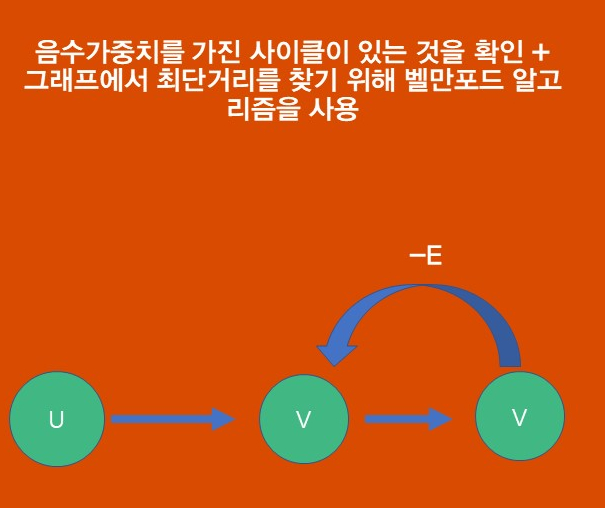 음수가중치를 가진 사이클이 있는 것을 확인 +
그래프에서 최단거리를 찾기 위해 벨만포드 알고
리즘을 사용
–E
U
V
V